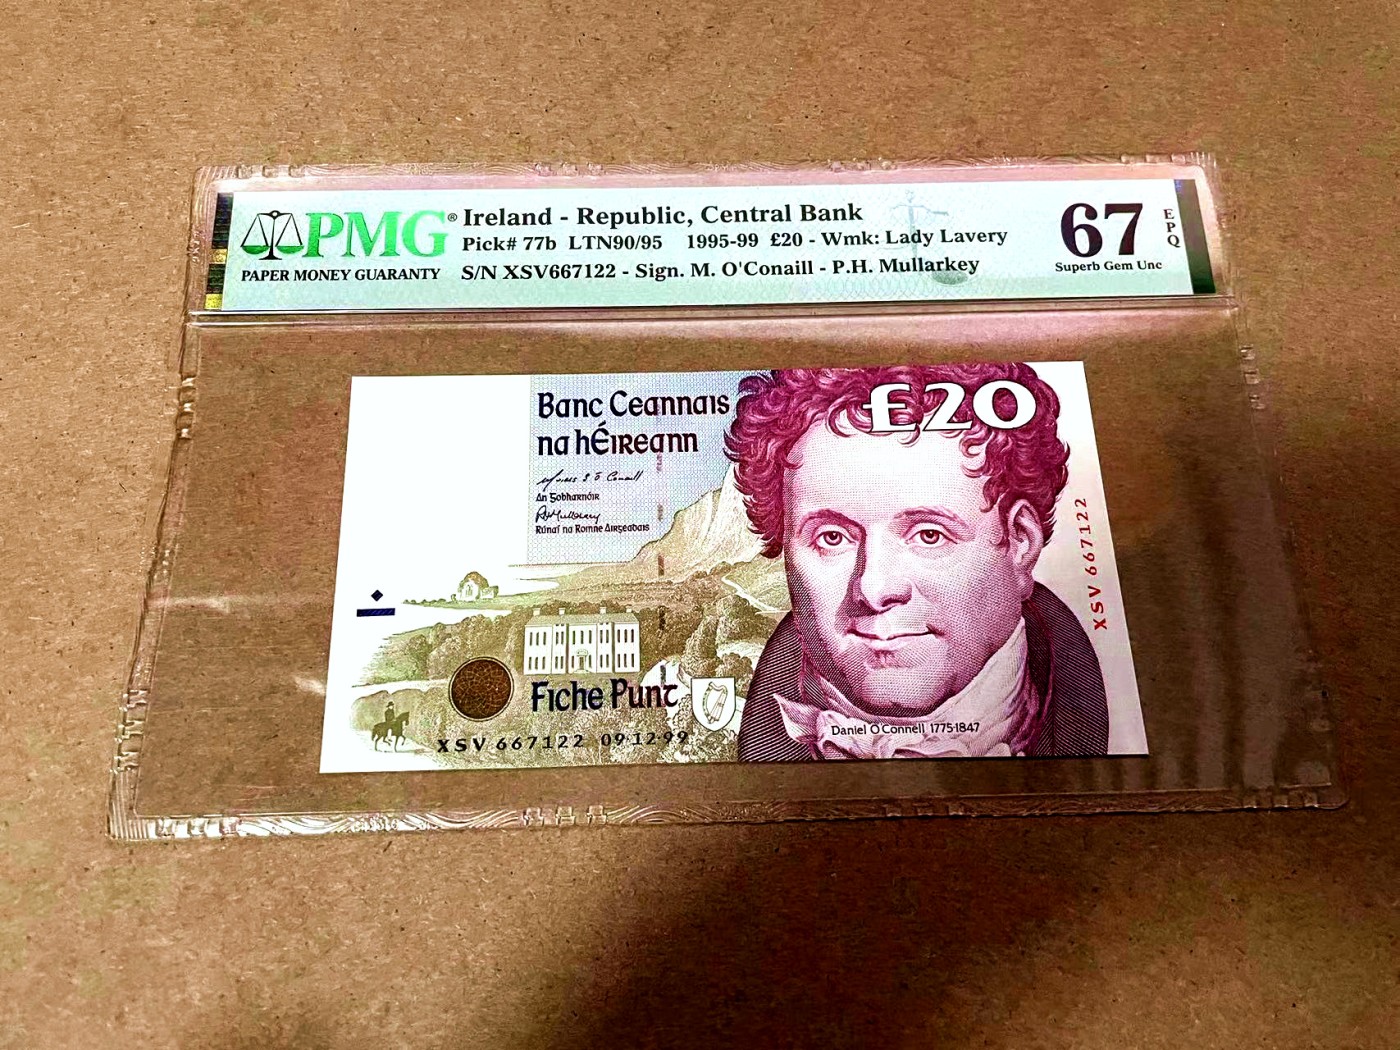 PMG®
PAPER MONEY GUARANTY
Ireland - Republic, Central Bank
Pick# 77b LTN90/95 1995-99 £20 - Wmk: Lady Lavery
S/N XSV667122 - Sign. M. O'Conaill - P.H. Mullarkey
67
EPQ
Superb Gem Unc
£20
Banc Ceannais
na hÉireann
An Gobharnóir
Rúnaí na Roinne Airgeadais
Fiche Punt
XSV 667122 09·12·99
Daniel O'Connell 1775-1847
XSV 667122